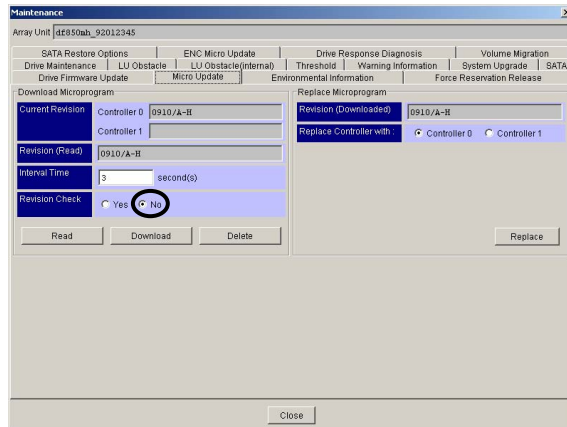 Maintenance
Array Unit df850mh_92012345
SATA Restore Options ENC Micro Update Drive Response Diagnosis Volume Migration
Drive Maintenance LU Obstacle LU Obstacle(internal) Threshold Warning Information System Upgrade SATA
Drive Firmware Update Micro Update Environmental Information Force Reservation Release
Download Microprogram Replace Microprogram
Current Revision Controller 0 0910/A-H Revision (Downloaded) 0910/A-H
Controller 1 Replace Controller with : Controller 0 Controller 1
Revision (Read) 0910/A-H
Interval Time 3 second(s)
Revision Check Yes No
Read Download Delete Replace
Close